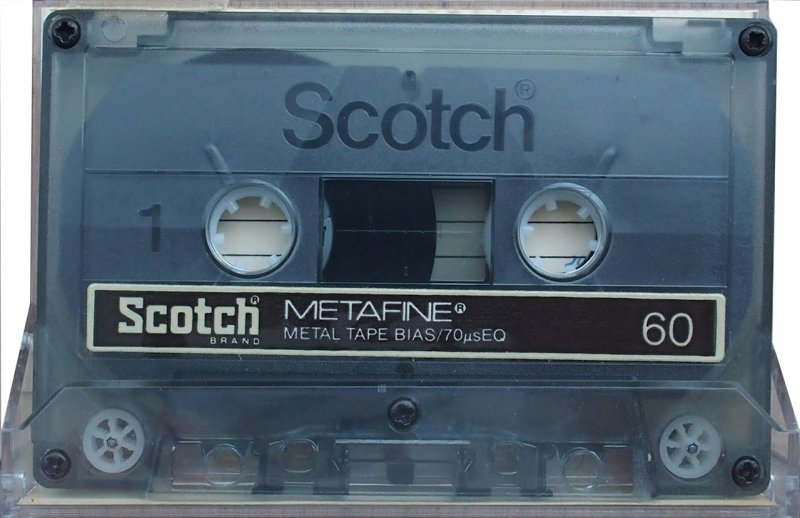 Scotch®
1
Scotch® METAFINE® 60
BRAND METAL TAPE BIAS/70µsEQ